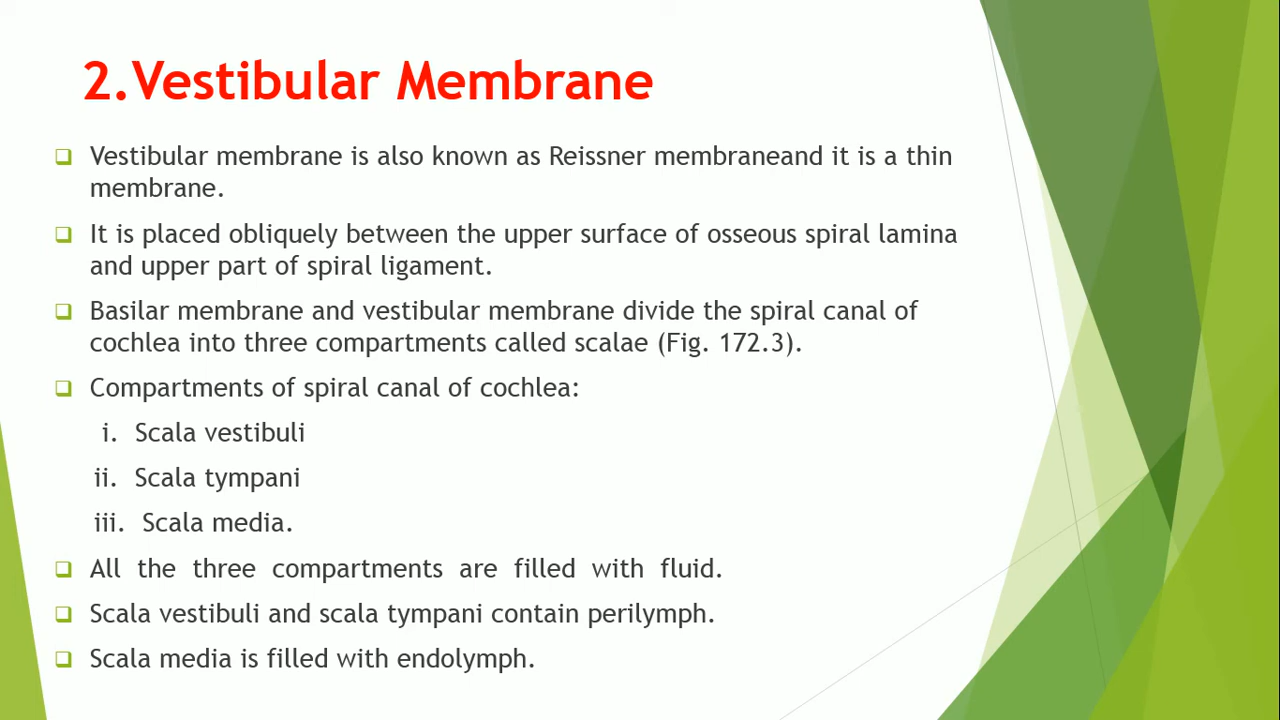 2.Vestibular Membrane
Vestibular membrane is also known as Reissner membraneand it is a thin
membrane.
It is placed obliquely between the upper surface of osseous spiral lamina
and upper part of spiral ligament.
Basilar membrane and vestibular membrane divide the spiral canal of
cochlea into three compartments called scalae (Fig. 172.3).
Compartments of spiral canal of cochlea:
i. Scala vestibuli
ii. Scala tympani
iii. Scala media.
All the three compartments are filled with fluid.
Scala vestibuli and scala tympani contain perilymph.
Scala media is filled with endolymph.